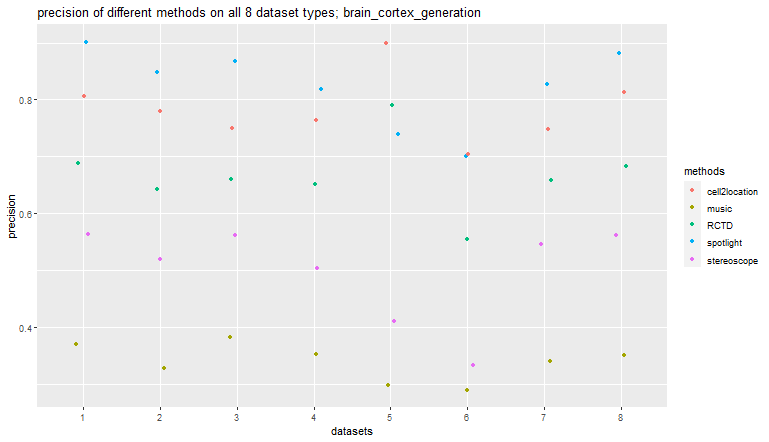 precision of different methods on all 8 dataset types; brain_cortex_generation
precision
0.8
0.6
0.4
1 2 3 4 5 6 7 8
datasets
methods
cell2location
music
RCTD
spotlight
stereoscope